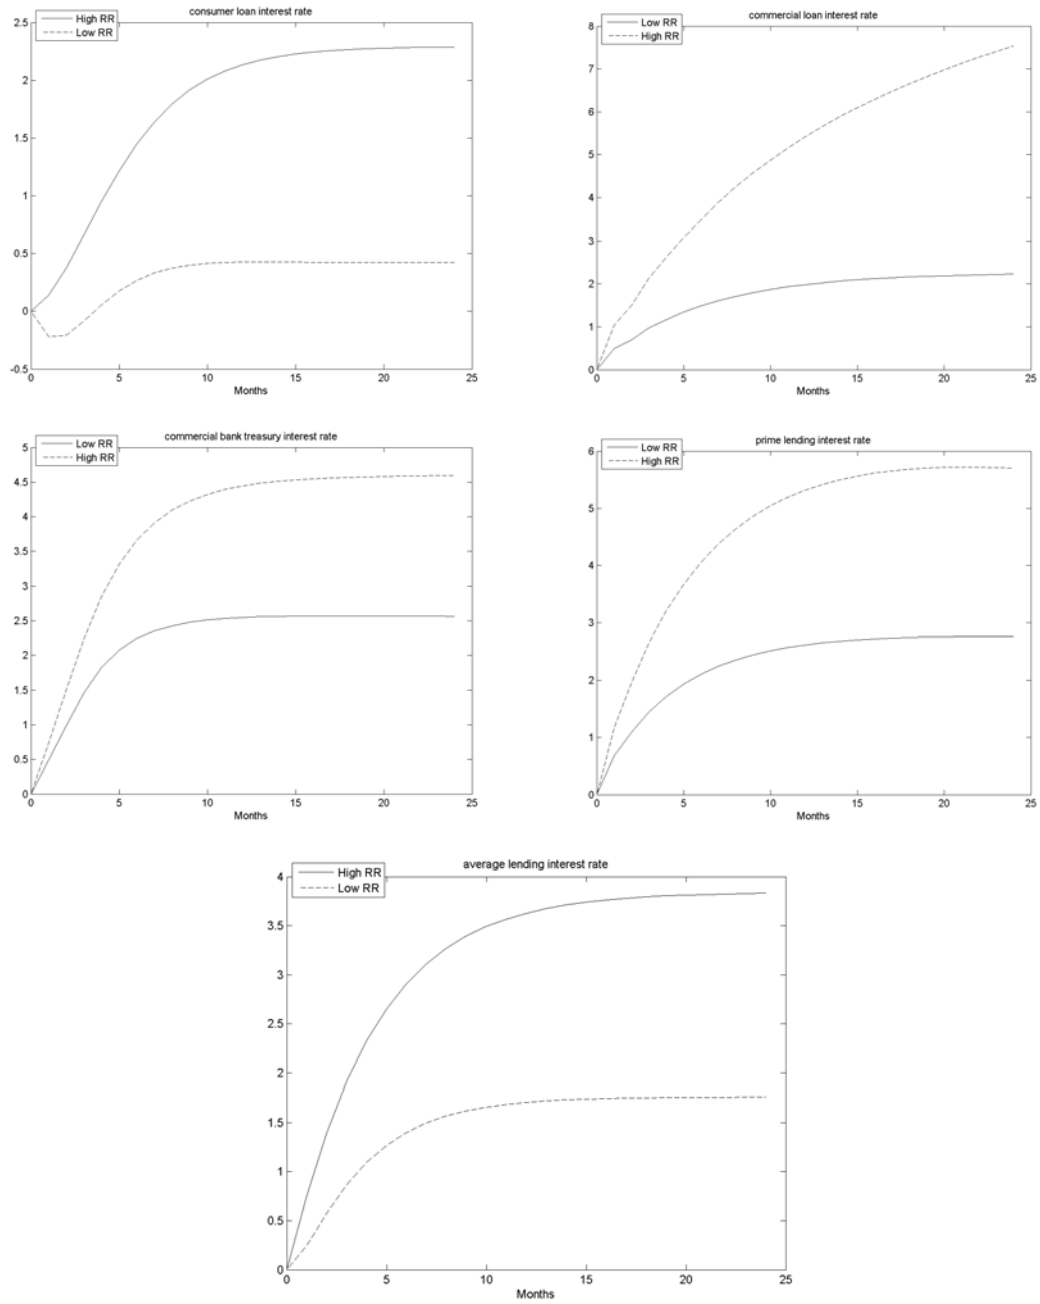 consumer loan interest rate
High RR
Low RR
2.5
2
1.5
1
0.5
0
-0.5
0 5 10 15 20 25
Months
commercial loan interest rate
Low RR
High RR
8
7
6
5
4
3
2
1
0
0 5 10 15 20 25
Months
commercial bank treasury interest rate
Low RR
High RR
5
4.5
4
3.5
3
2.5
2
1.5
1
0.5
0
0 5 10 15 20 25
Months
prime lending interest rate
Low RR
High RR
6
5
4
3
2
1
0
0 5 10 15 20 25
Months
average lending interest rate
High RR
Low RR
4
3.5
3
2.5
2
1.5
1
0.5
0
0 5 10 15 20 25
Months